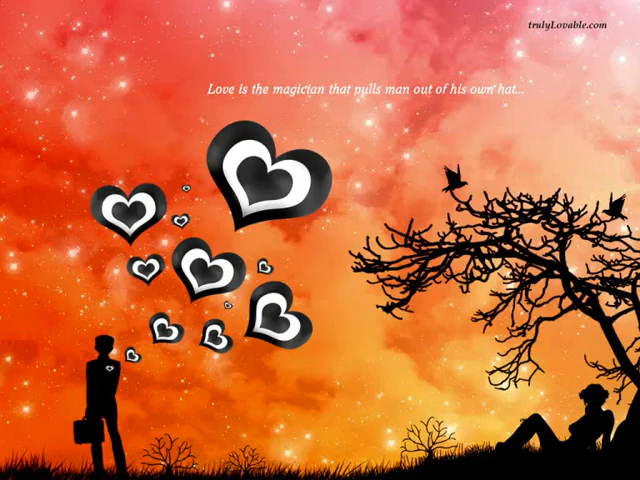 trulyLovable.com
Love is the magician that pulls man out of his own hat...